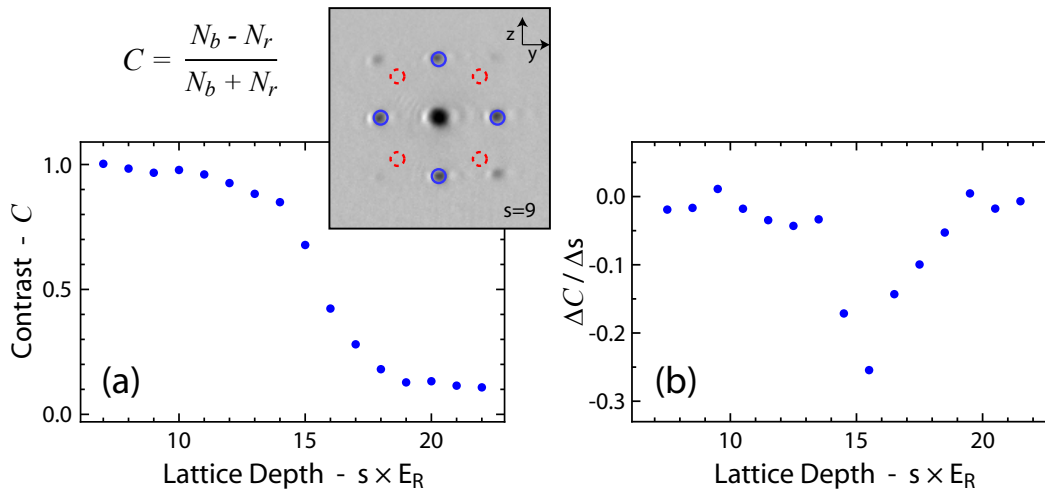 C = N_b - N_r / N_b + N_r
z
y
s=9
Contrast - C
1.0
0.5
0.0
(a)
10
15
20
Lattice Depth - s × E_R
ΔC / Δs
0.0
-0.1
-0.2
-0.3
(b)
10
15
20
Lattice Depth - s × E_R